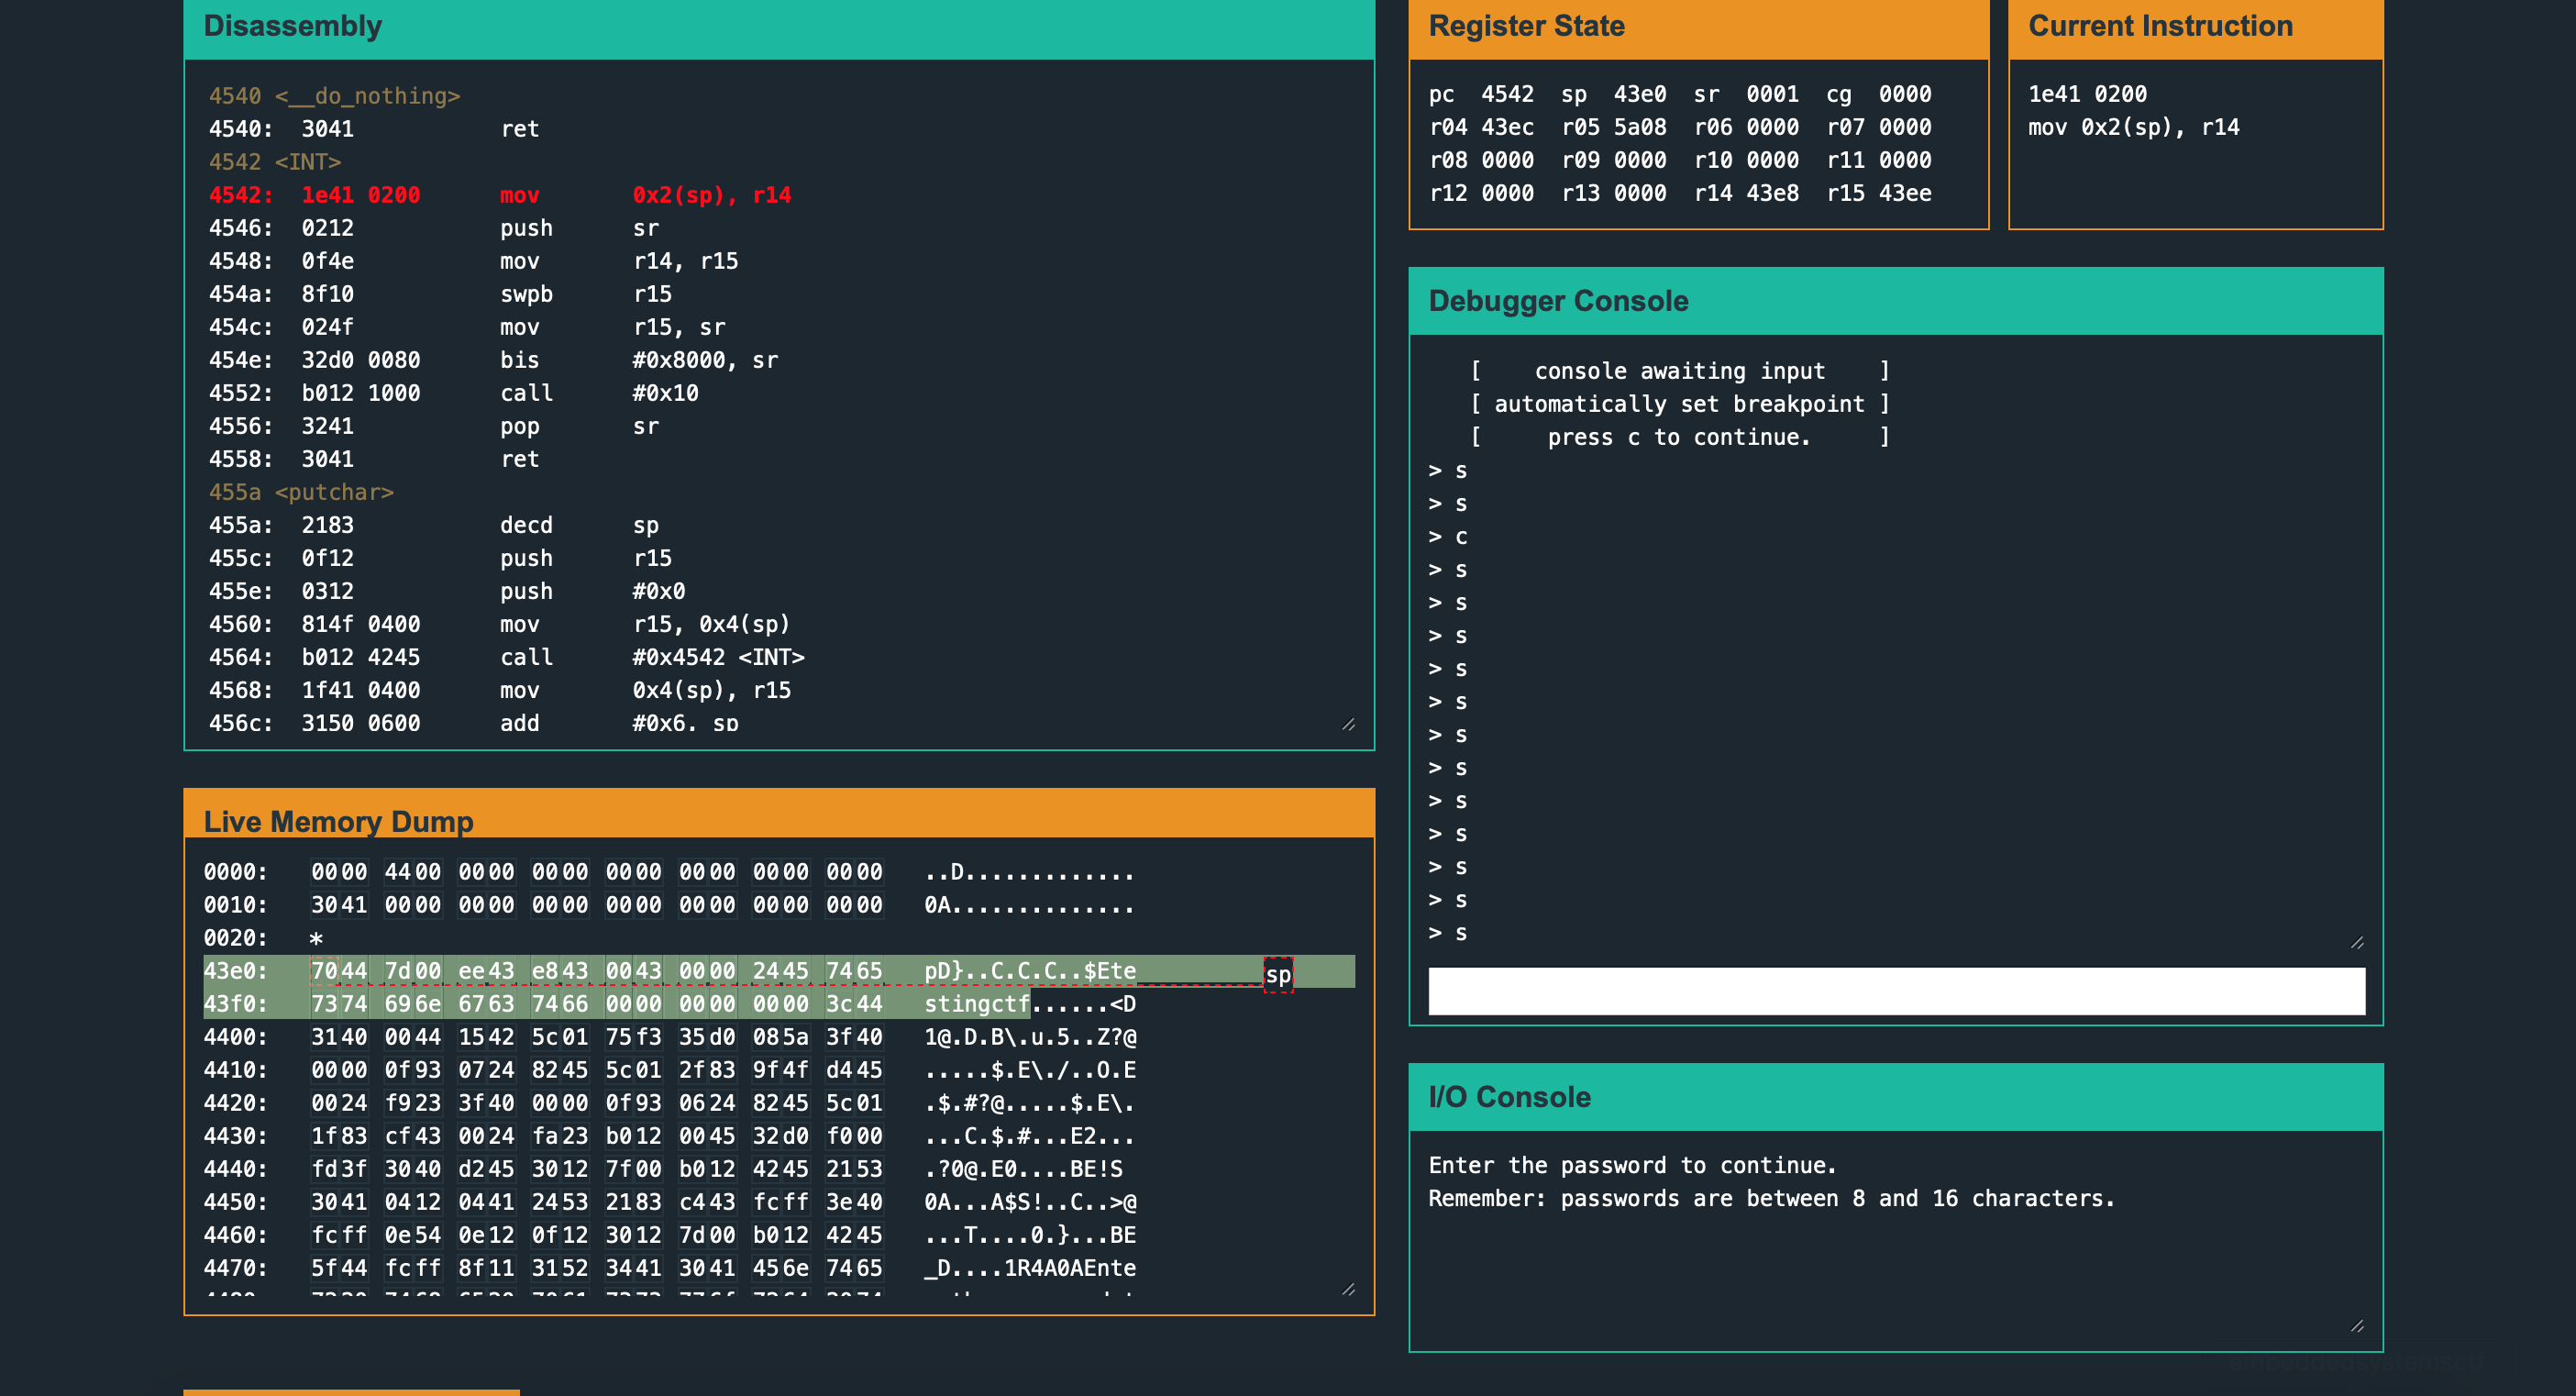 Disassembly
4540 <__do_nothing>
4540: 3041 ret
4542 <INT>
4542: 1e41 0200 mov 0x2(sp), r14
4546: 0212 push sr
4548: 0f4e mov r14, r15
454a: 8f10 swpb r15
454c: 024f mov r15, sr
454e: 32d0 0080 bis #0x8000, sr
4552: b012 1000 call #0x10
4556: 3241 pop sr
4558: 3041 ret
455a <putchar>
455a: 2183 decd sp
455c: 0f12 push r15
455e: 0312 push #0x0
4560: 814f 0400 mov r15, 0x4(sp)
4564: b012 4245 call #0x4542 <INT>
4568: 1f41 0400 mov 0x4(sp), r15
456c: 3150 0600 add #0x6, sp
Live Memory Dump
0000: 0000 4400 0000 0000 0000 0000 0000 0000 ..D.............
0010: 3041 0000 0000 0000 0000 0000 0000 0000 0A..............
0020: *
43e0: 7044 7d00 ee43 e843 0043 0000 2445 7465 pD}..C.C.C..$Ete sp
43f0: 7374 696e 6763 7466 0000 0000 0000 3c44 stingctf......<D
4400: 3140 0044 1542 5c01 75f3 35d0 085a 3f40 1@.D.B\.u.5..Z?@
4410: 0000 0f93 0724 8245 5c01 2f83 9f4f d445 .....$.E\./..O.E
4420: 0024 f923 3f40 0000 0f93 0624 8245 5c01 .$.#?@.....$.E\.
4430: 1f83 cf43 0024 fa23 b012 0045 32d0 f000 ...C.$.#...E2...
4440: fd3f 3040 d245 3012 7f00 b012 4245 2153 .?0@.E0....BE!S
4450: 3041 0412 0441 2453 2183 c443 fcff 3e40 0A...A$S!..C..>@
4460: fcff 0e54 0e12 0f12 3012 7d00 b012 4245 ...T....0.}...BE
4470: 5f44 fcff 8f11 3152 3441 3041 456e 7465 _D....1R4A0AEnte
Register State
pc 4542 sp 43e0 sr 0001 cg 0000
r04 43ec r05 5a08 r06 0000 r07 0000
r08 0000 r09 0000 r10 0000 r11 0000
r12 0000 r13 0000 r14 43e8 r15 43ee
Current Instruction
1e41 0200
mov 0x2(sp), r14
Debugger Console
[ console awaiting input ]
[ automatically set breakpoint ]
[ press c to continue. ]
> s
> s
> c
> s
> s
> s
> s
> s
> s
> s
> s
> s
> s
> s
> s
I/O Console
Enter the password to continue.
Remember: passwords are between 8 and 16 characters.